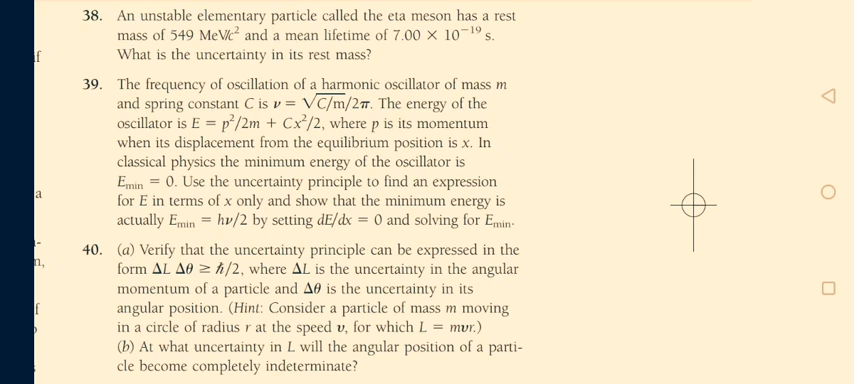 38. An unstable elementary particle called the eta meson has a rest
mass of 549 MeV/c² and a mean lifetime of 7.00 × 10⁻¹⁹ s.
What is the uncertainty in its rest mass?
39. The frequency of oscillation of a harmonic oscillator of mass m
and spring constant C is ν = √C/m/2π. The energy of the
oscillator is E = p²/2m + Cx²/2, where p is its momentum
when its displacement from the equilibrium position is x. In
classical physics the minimum energy of the oscillator is
Emin = 0. Use the uncertainty principle to find an expression
for E in terms of x only and show that the minimum energy is
actually Emin = hν/2 by setting dE/dx = 0 and solving for Emin.
40. (a) Verify that the uncertainty principle can be expressed in the
form ΔL Δθ ≥ ℏ/2, where ΔL is the uncertainty in the angular
momentum of a particle and Δθ is the uncertainty in its
angular position. (Hint: Consider a particle of mass m moving
in a circle of radius r at the speed v, for which L = mvr.)
(b) At what uncertainty in L will the angular position of a parti-
cle become completely indeterminate?
if
a
n,
f